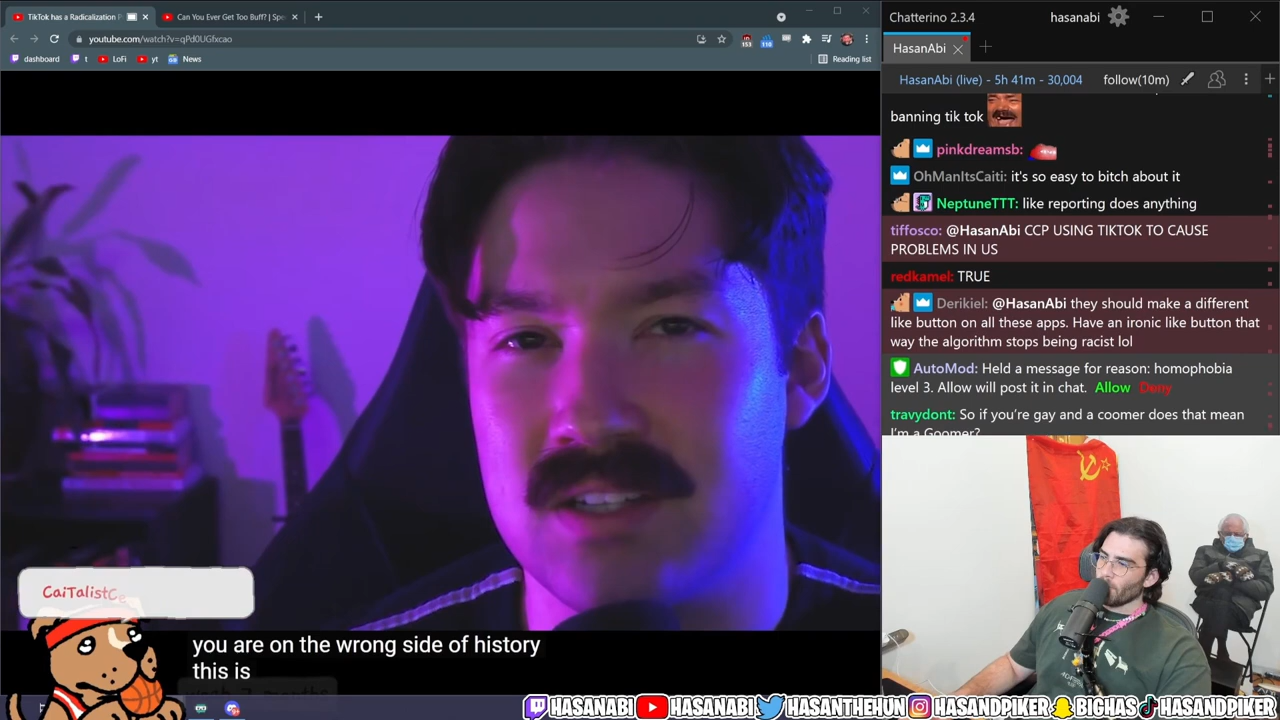 TikTok has a Radicalization P
Can You Ever Get Too Buff? | Spe
youtube.com/watch?v=qPd0UGfxcao
153
110
dashboard
t
LoFi
yt
News
Reading list
Chatterino 2.3.4
hasanabi
HasanAbi
HasanAbi (live) - 5h 41m - 30,004
follow(10m)
banning tik tok
pinkdreamsb:
OhManItsCaiti: it's so easy to bitch about it
NeptuneTTT: like reporting does anything
tiffosco: @HasanAbi CCP USING TIKTOK TO CAUSE
PROBLEMS IN US
redkamel: TRUE
Derikiel: @HasanAbi they should make a different
like button on all these apps. Have an ironic like button that
way the algorithm stops being racist lol
AutoMod: Held a message for reason: homophobia
level 3. Allow will post it in chat. Allow Deny
travydont: So if you're gay and a coomer does that mean
I'm a Goomer?
CaiTalistCe
you are on the wrong side of history
this is
HASANABI
HASANABI
HASANTHEHUN
HASANDPIKER
BIGHAS
HASANDPIKER